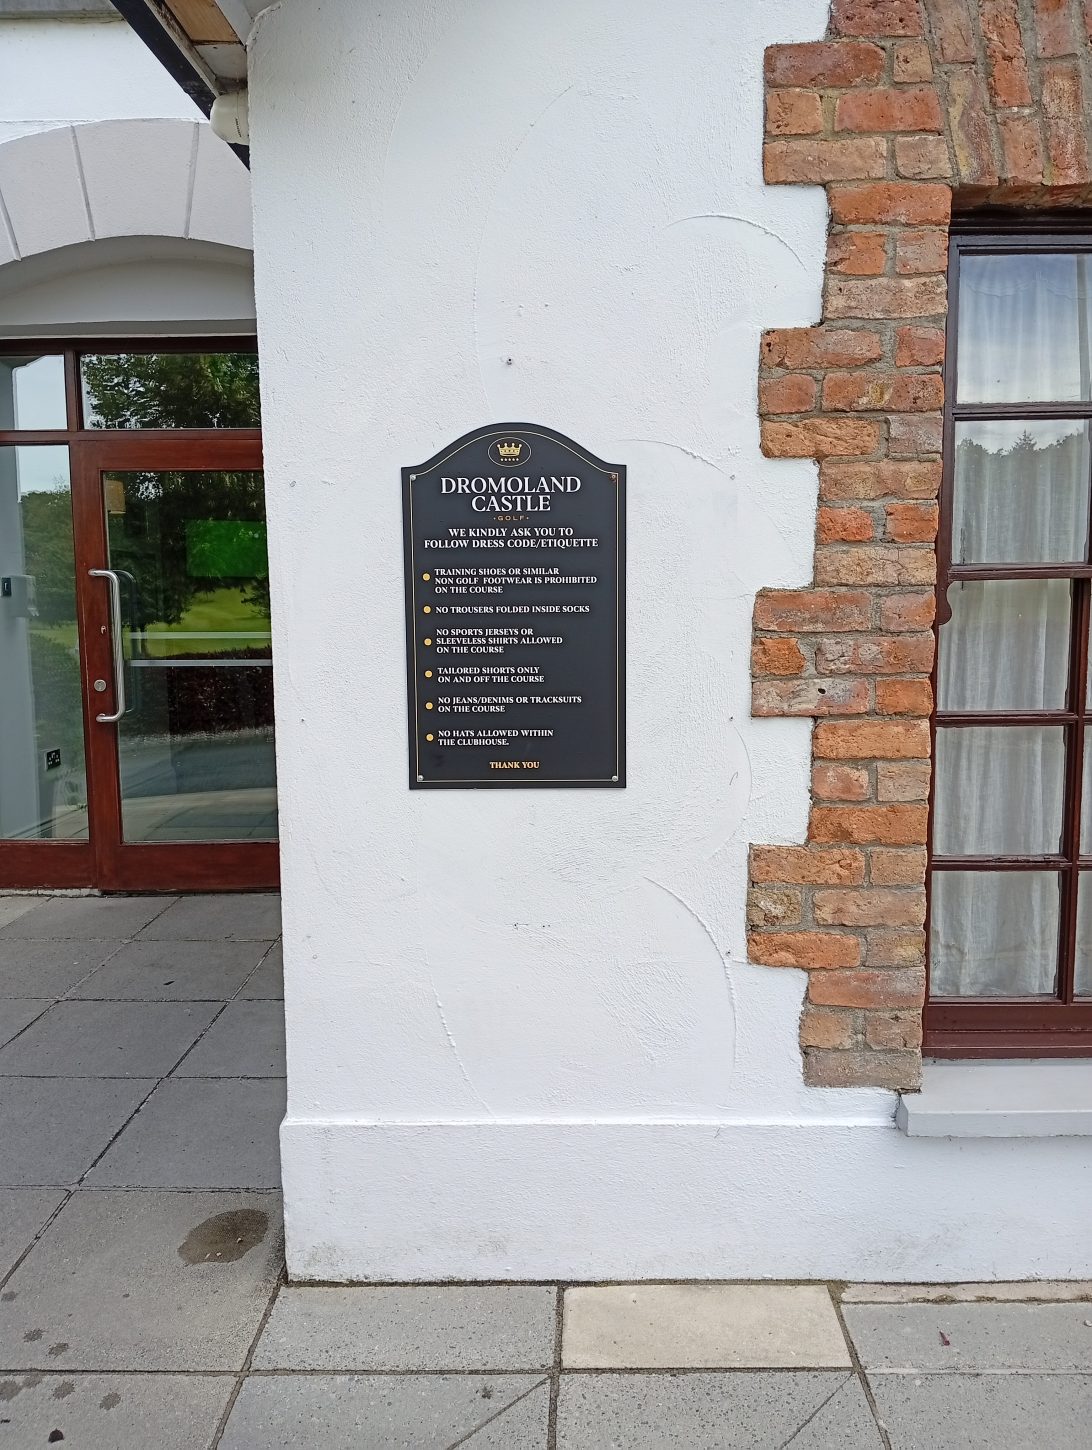 DROMOLAND
CASTLE
·GOLF·
WE KINDLY ASK YOU TO
FOLLOW DRESS CODE/ETIQUETTE
TRAINING SHOES OR SIMILAR
NON GOLF FOOTWEAR IS PROHIBITED
ON THE COURSE
NO TROUSERS FOLDED INSIDE SOCKS
NO SPORTS JERSEYS OR
SLEEVELESS SHIRTS ALLOWED
ON THE COURSE
TAILORED SHORTS ONLY
ON AND OFF THE COURSE
NO JEANS/DENIMS OR TRACKSUITS
ON THE COURSE
NO HATS ALLOWED WITHIN
THE CLUBHOUSE.
THANK YOU